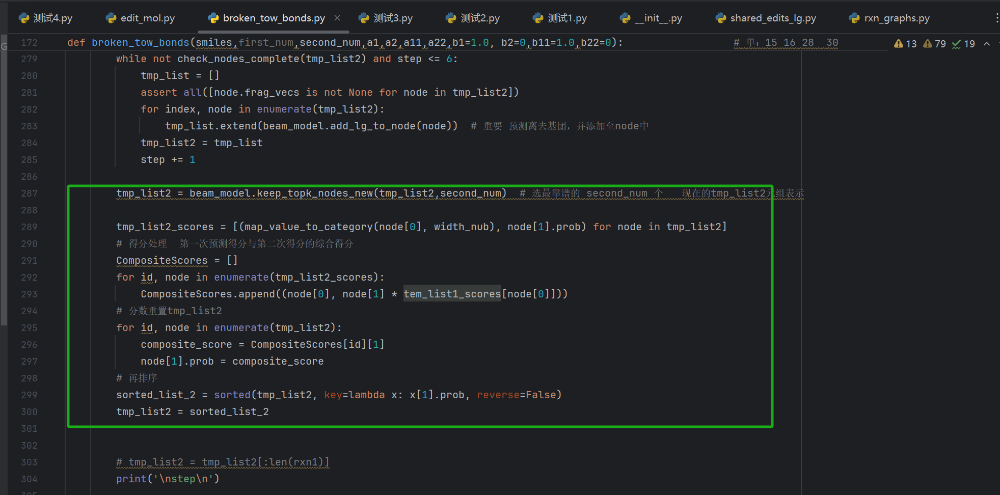 测试4.py edit_mol.py broken_tow_bonds.py × 测试3.py 测试2.py 测试1.py __init__.py shared_edits_lg.py rxn_graphs.py
G
172 def broken_tow_bonds(smiles,first_num,second_num,a1,a2,a11,a22,b1=1.0, b2=0,b11=1.0,b22=0): # 单：15 16 28 30 13 79 19
279 while not check_nodes_complete(tmp_list2) and step <= 6:
280 tmp_list = []
281 assert all([node.frag_vecs is not None for node in tmp_list2])
282 for index, node in enumerate(tmp_list2):
283 tmp_list.extend(beam_model.add_lg_to_node(node)) # 重要 预测离去基团，并添加至node中
284 tmp_list2 = tmp_list
285 step += 1
286
287 tmp_list2 = beam_model.keep_topk_nodes_new(tmp_list2,second_num) # 选最靠谱的 second_num 个 现在的tmp_list2元组表示
288
289 tmp_list2_scores = [(map_value_to_category(node[0], width_nub), node[1].prob) for node in tmp_list2]
290 # 得分处理 第一次预测得分与第二次得分的综合得分
291 CompositeScores = []
292 for id, node in enumerate(tmp_list2_scores):
293 CompositeScores.append((node[0], node[1] * tem_list1_scores[node[0]]))
294 # 分数重置tmp_list2
295 for id, node in enumerate(tmp_list2):
296 composite_score = CompositeScores[id][1]
297 node[1].prob = composite_score
298 # 再排序
299 sorted_list_2 = sorted(tmp_list2, key=lambda x: x[1].prob, reverse=False)
300 tmp_list2 = sorted_list_2
301
302
303 # tmp_list2 = tmp_list2[:len(rxn1)]
304 print('\nstep\n')
305